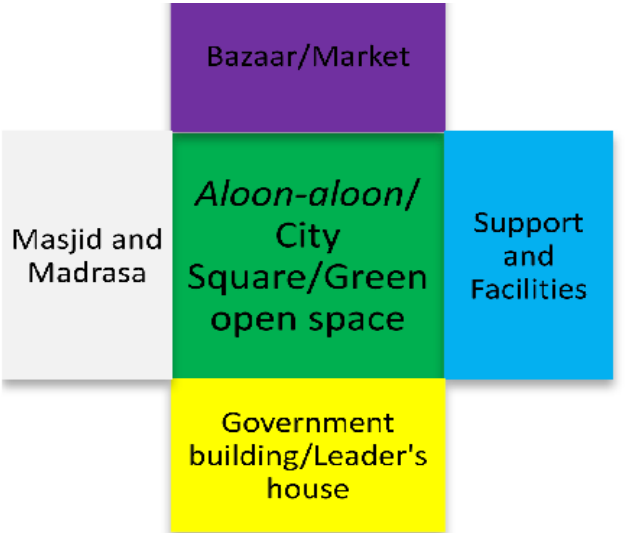 Bazaar/Market
Aloon-aloon/
City
Square/Green
open space
Masjid and
Madrasa
Support
and
Facilities
Government
building/Leader's
house